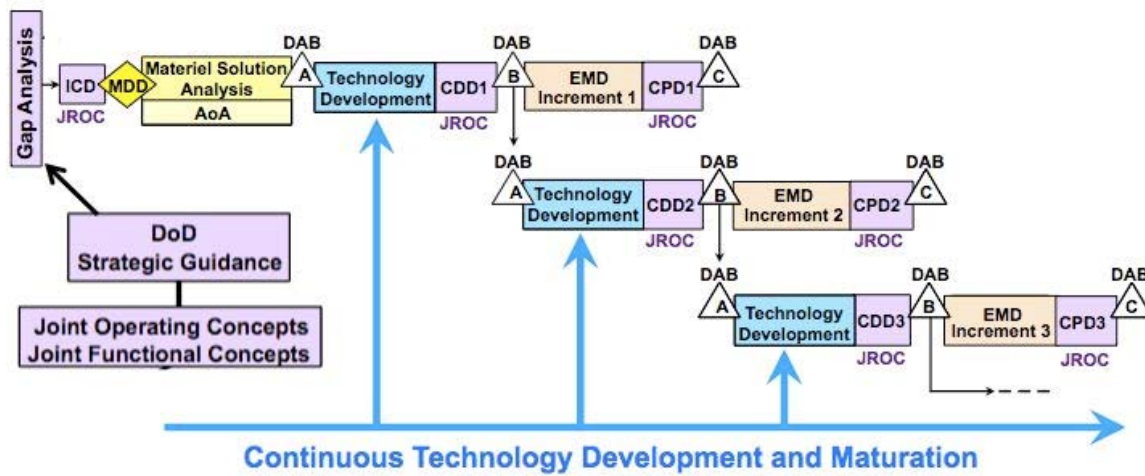 Gap Analysis
ICD
JROC
MDD
Materiel Solution
Analysis
AoA
DAB
A
Technology
Development
CDD1
JROC
DAB
B
EMD
Increment 1
CPD1
JROC
DAB
C
DAB
A
Technology
Development
CDD2
JROC
DAB
B
EMD
Increment 2
CPD2
JROC
DAB
C
DAB
A
Technology
Development
CDD3
JROC
DAB
B
EMD
Increment 3
CPD3
JROC
DAB
C
DoD
Strategic Guidance
Joint Operating Concepts
Joint Functional Concepts
Continuous Technology Development and Maturation